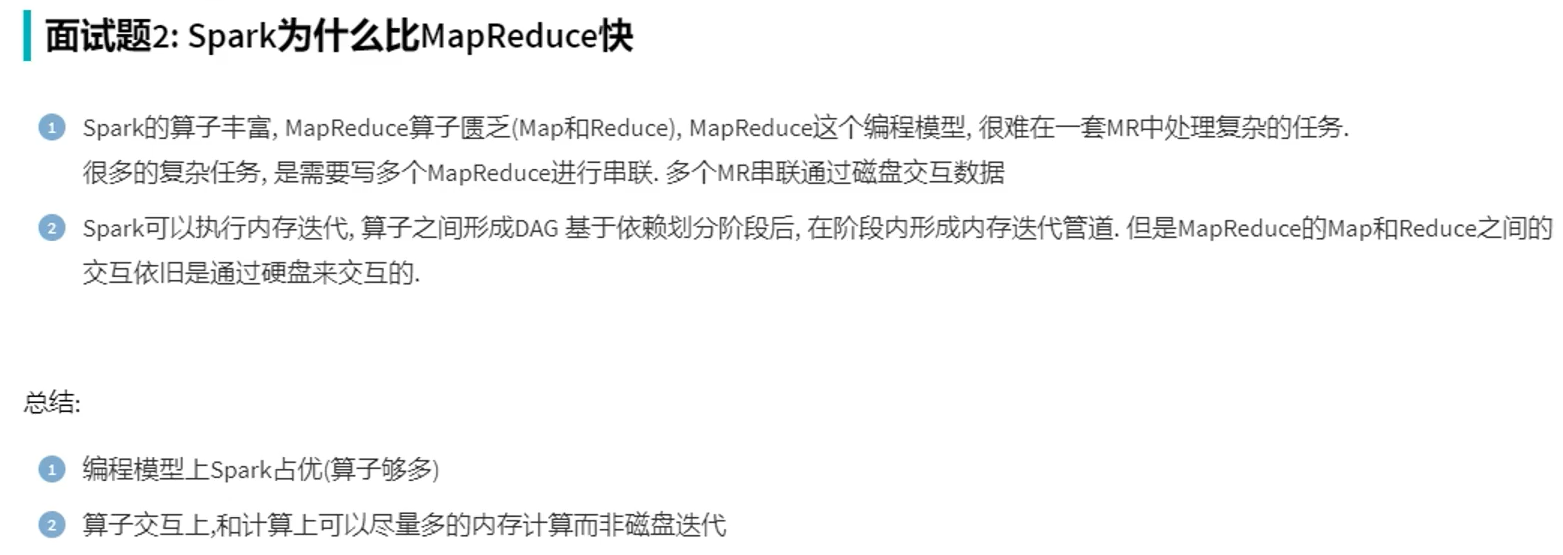 面试题2: Spark为什么比MapReduce快
1 Spark的算子丰富, MapReduce算子匮乏(Map和Reduce), MapReduce这个编程模型, 很难在一套MR中处理复杂的任务.
很多的复杂任务, 是需要写多个MapReduce进行串联. 多个MR串联通过磁盘交互数据
2 Spark可以执行内存迭代, 算子之间形成DAG 基于依赖划分阶段后, 在阶段内形成内存迭代管道. 但是MapReduce的Map和Reduce之间的
交互依旧是通过硬盘来交互的.
总结:
1 编程模型上Spark占优(算子够多)
2 算子交互上,和计算上可以尽量多的内存计算而非磁盘迭代